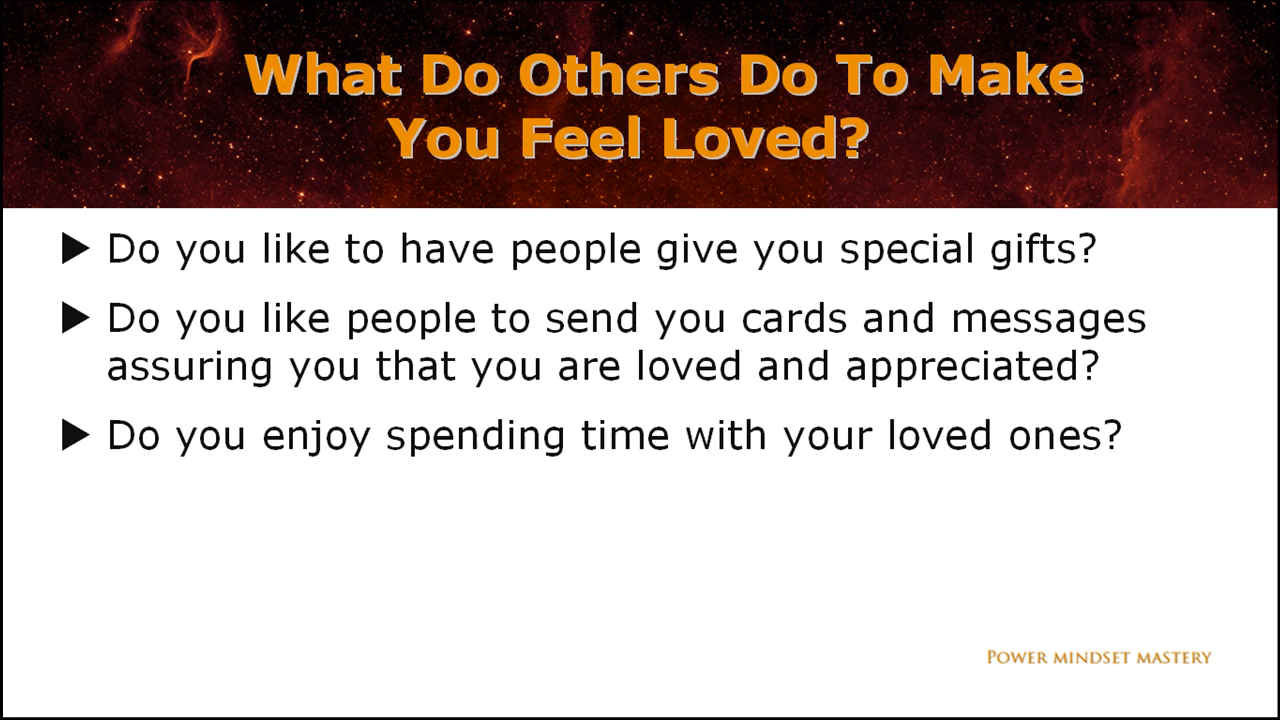 What Do Others Do To Make
You Feel Loved?
▶ Do you like to have people give you special gifts?
▶ Do you like people to send you cards and messages
assuring you that you are loved and appreciated?
▶ Do you enjoy spending time with your loved ones?
POWER MINDSET MASTERY